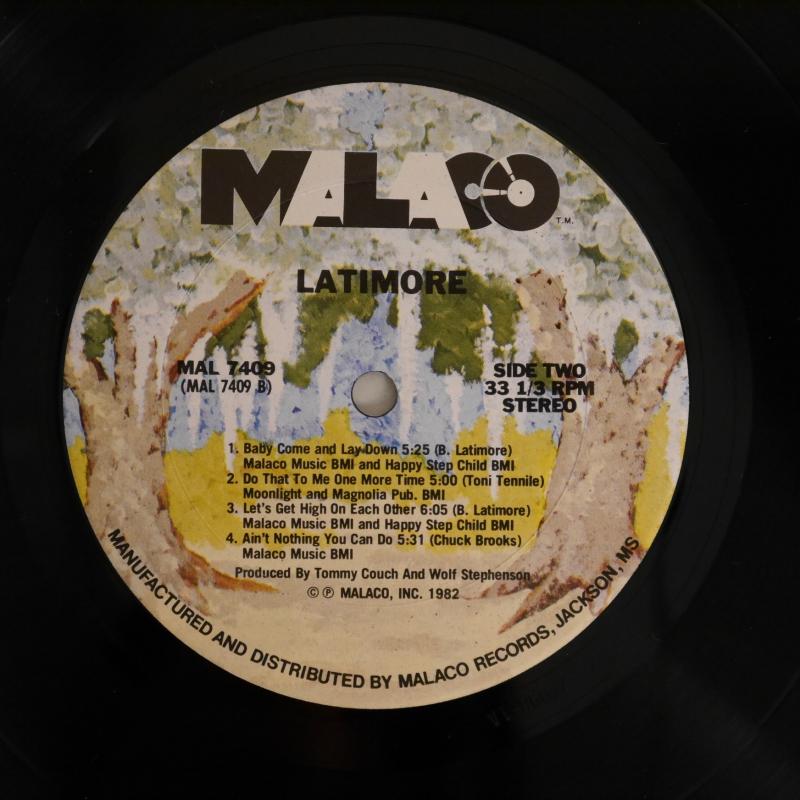 MALACO
T.M.
LATIMORE
MAL 7409
(MAL 7409 B)
SIDE TWO
33 1/3 RPM
STEREO
1. Baby Come and Lay Down 5:25 (B. Latimore)
Malaco Music BMI and Happy Step Child BMI
2. Do That To Me One More Time 5:00 (Toni Tennile)
Moonlight and Magnolia Pub. BMI
3. Let's Get High On Each Other 6:05 (B. Latimore)
Malaco Music BMI and Happy Step Child BMI
4. Ain't Nothing You Can Do 5:31 (Chuck Brooks)
Malaco Music BMI
Produced By Tommy Couch And Wolf Stephenson
© ℗ MALACO, INC. 1982
MANUFACTURED AND DISTRIBUTED BY MALACO RECORDS, JACKSON, MS